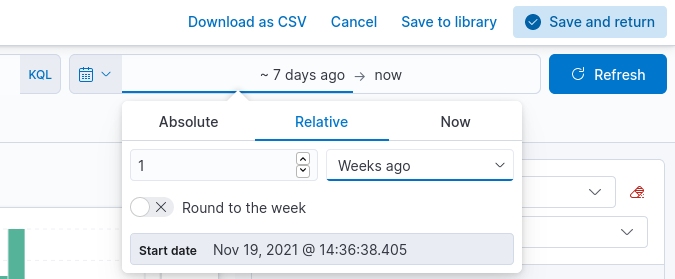 Download as CSV Cancel Save to library Save and return
KQL ~ 7 days ago → now Refresh
Absolute Relative Now
1 Weeks ago
Round to the week
Start date Nov 19, 2021 @ 14:36:38.405